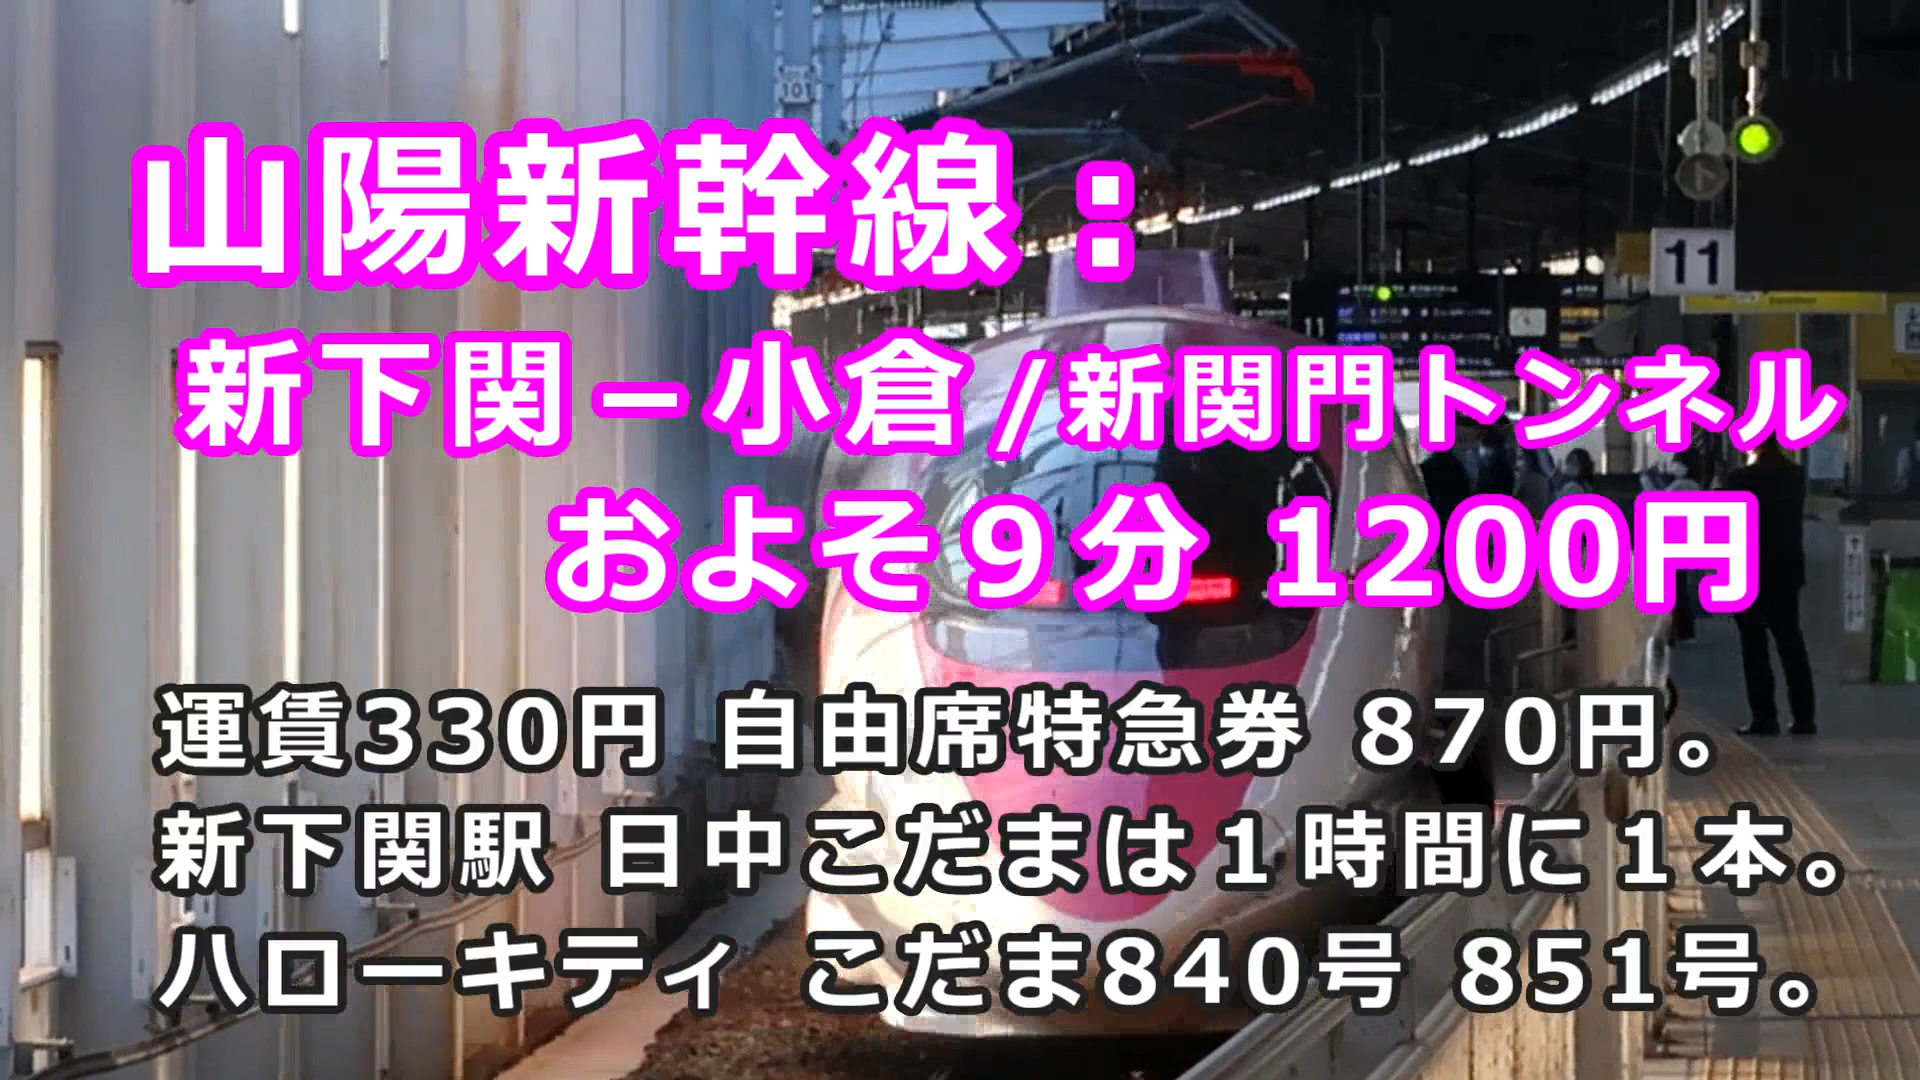 山陽新幹線：
新下関－小倉/新関門トンネル
およそ９分 1200円
運賃330円 自由席特急券 870円。
新下関駅 日中こだまは１時間に１本。
ハローキティ こだま840号 851号。
101
11
11